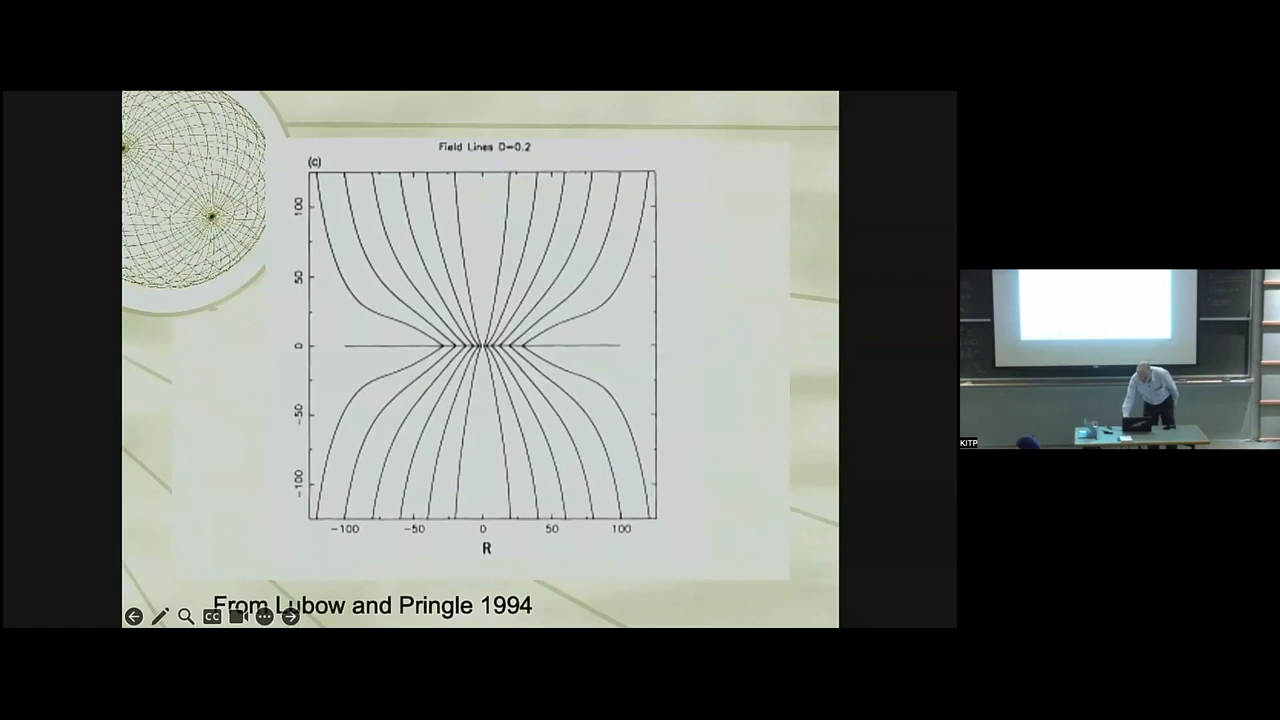 Field Lines D=0.2
(c)
100
50
0
-50
-100
-100
-50
0
50
100
R
From Lubow and Pringle 1994
CC
KITP